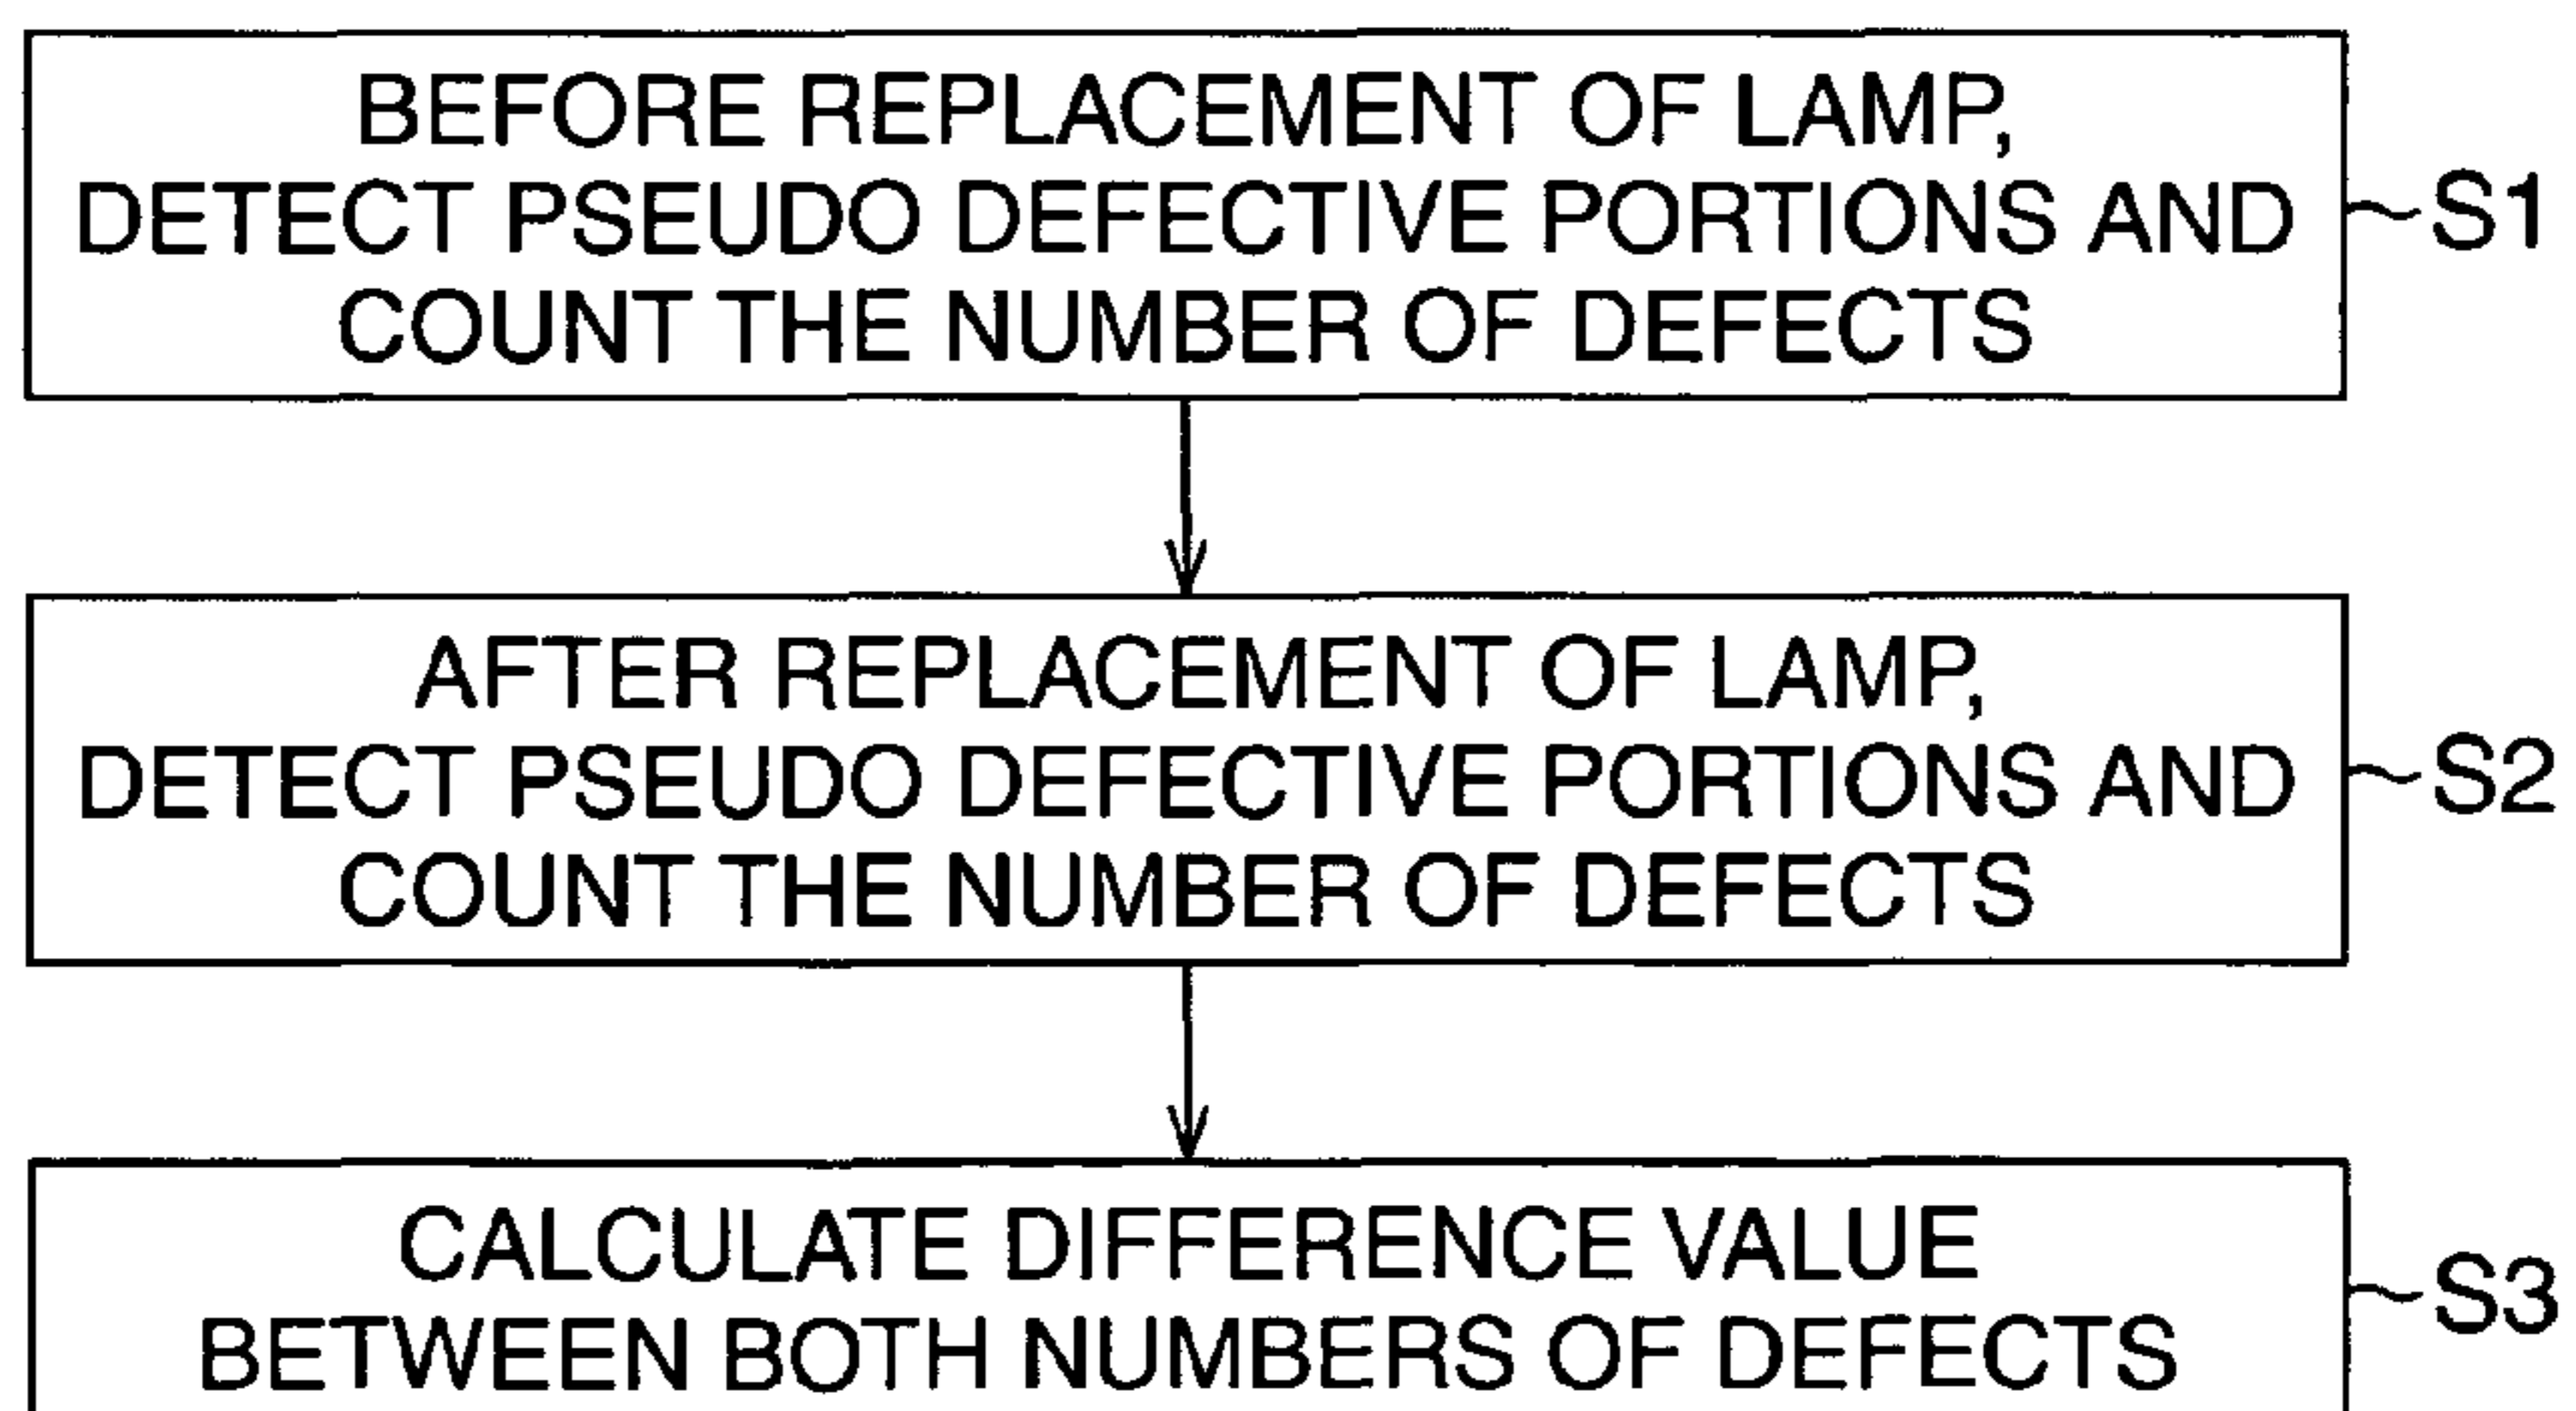 BEFORE REPLACEMENT OF LAMP,
DETECT PSEUDO DEFECTIVE PORTIONS AND
COUNT THE NUMBER OF DEFECTS
S1
AFTER REPLACEMENT OF LAMP,
DETECT PSEUDO DEFECTIVE PORTIONS AND
COUNT THE NUMBER OF DEFECTS
S2
CALCULATE DIFFERENCE VALUE
BETWEEN BOTH NUMBERS OF DEFECTS
S3